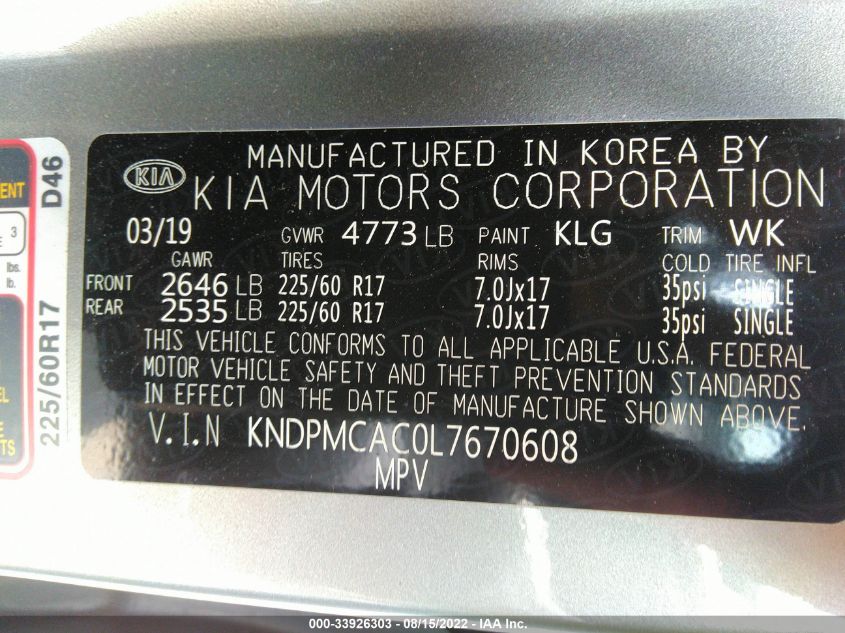 MANUFACTURED IN KOREA BY
KIA
KIA MOTORS CORPORATION
03/19 GVWR 4773 LB PAINT KLG TRIM WK
GAWR TIRES RIMS COLD TIRE INFL
FRONT 2646 LB 225/60 R17 7.0Jx17 35psi SINGLE
REAR 2535 LB 225/60 R17 7.0Jx17 35psi SINGLE
THIS VEHICLE CONFORMS TO ALL APPLICABLE U.S.A. FEDERAL
MOTOR VEHICLE SAFETY AND THEFT PREVENTION STANDARDS
IN EFFECT ON THE DATE OF MANUFACTURE SHOWN ABOVE.
V.I.N KNDPMCAC0L7670608
MPV
D46
225/60R17
3
lbs.
lb.
000-33926303 - 08/15/2022 - IAA Inc.